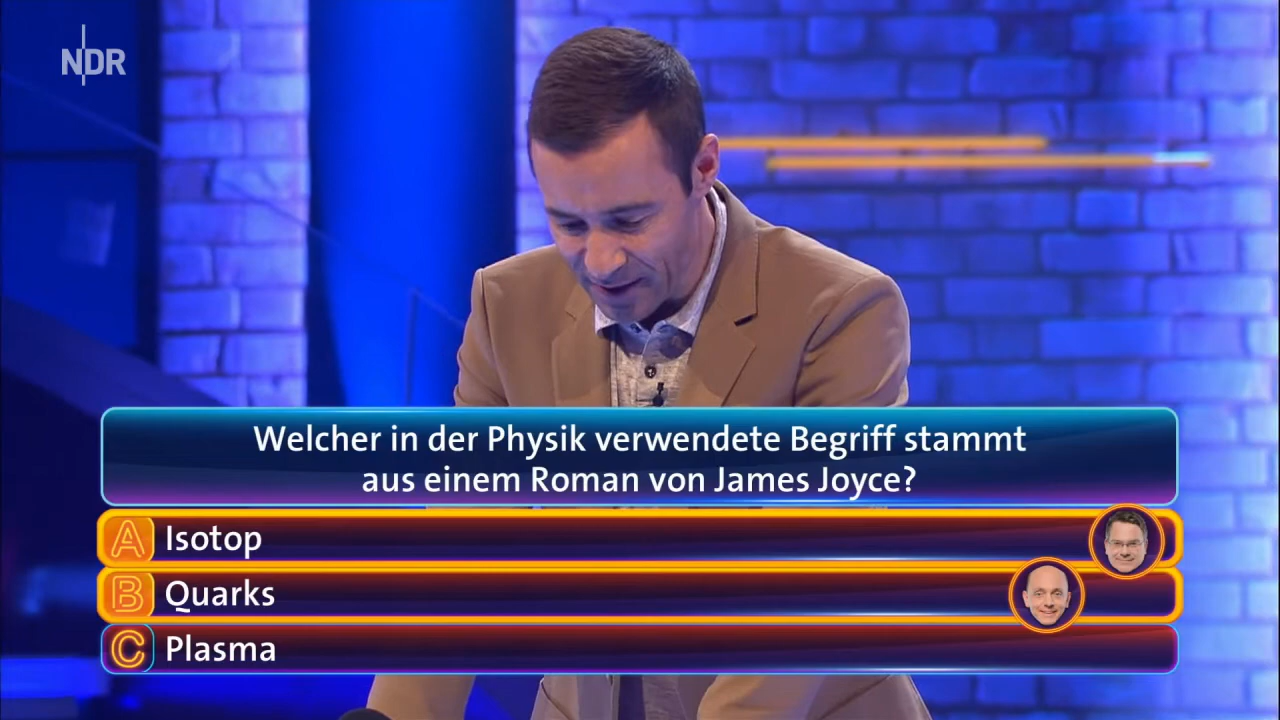 NDR
Welcher in der Physik verwendete Begriff stammt
aus einem Roman von James Joyce?
A Isotop
B Quarks
C Plasma